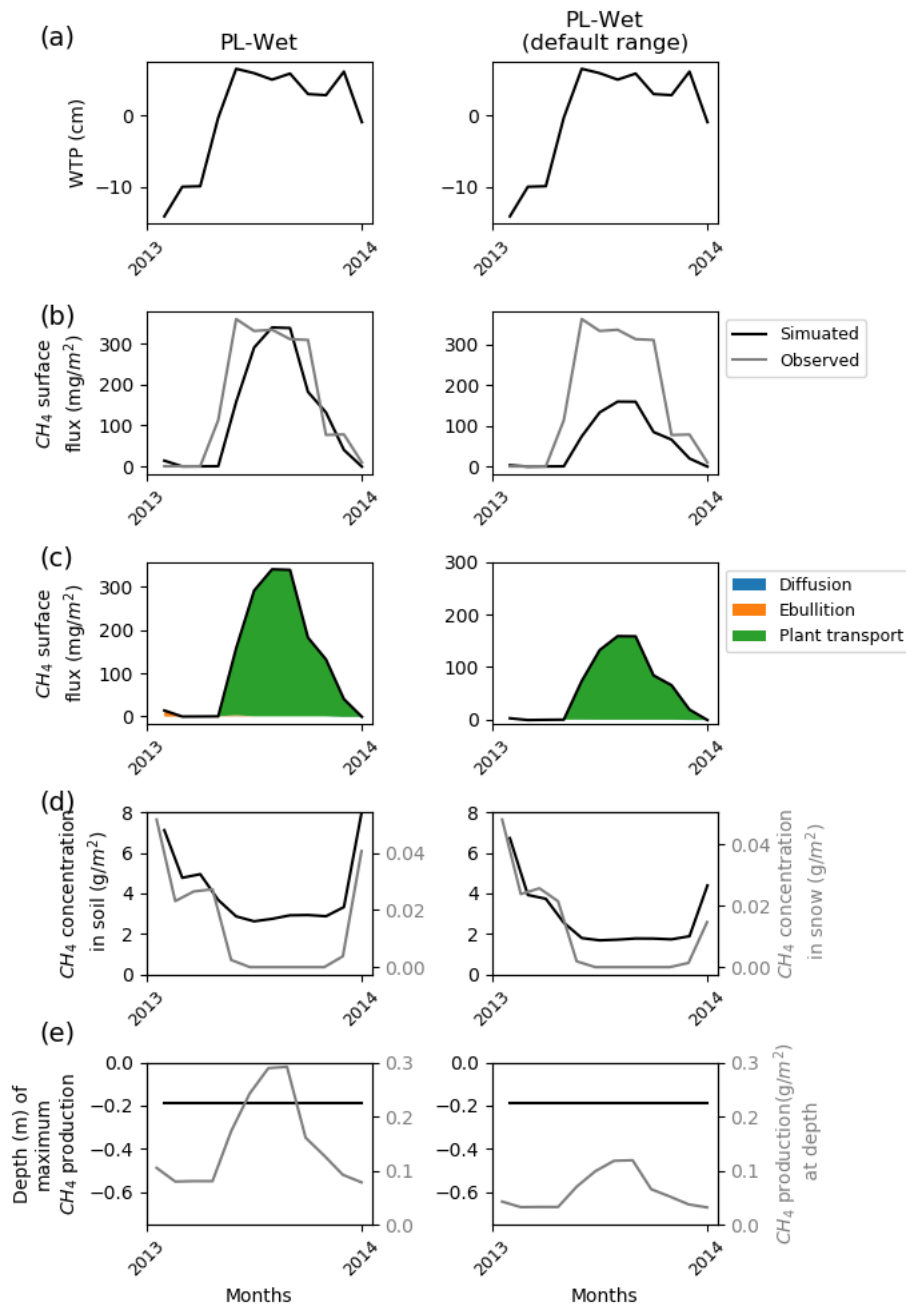 (a)
PL-Wet
PL-Wet
(default range)
WTP (cm)
0
−10
2013
2014
0
−10
2013
2014
(b)
CH4 surface
flux (mg/m2)
300
200
100
0
2013
2014
300
200
100
0
2013
2014
Simuated
Observed
(c)
CH4 surface
flux (mg/m2)
300
200
100
0
2013
2014
300
200
100
0
2013
2014
Diffusion
Ebullition
Plant transport
(d)
CH4 concentration
in soil (g/m2)
8
6
4
2
0
0.04
0.02
0.00
2013
2014
8
6
4
2
0
0.04
0.02
0.00
2013
2014
CH4 concentration
in snow (g/m2)
(e)
Depth (m) of
maximum
CH4 production
0.0
−0.2
−0.4
−0.6
0.3
0.2
0.1
0.0
2013
2014
Months
0.0
−0.2
−0.4
−0.6
0.3
0.2
0.1
0.0
2013
2014
Months
CH4 production(g/m2)
at depth